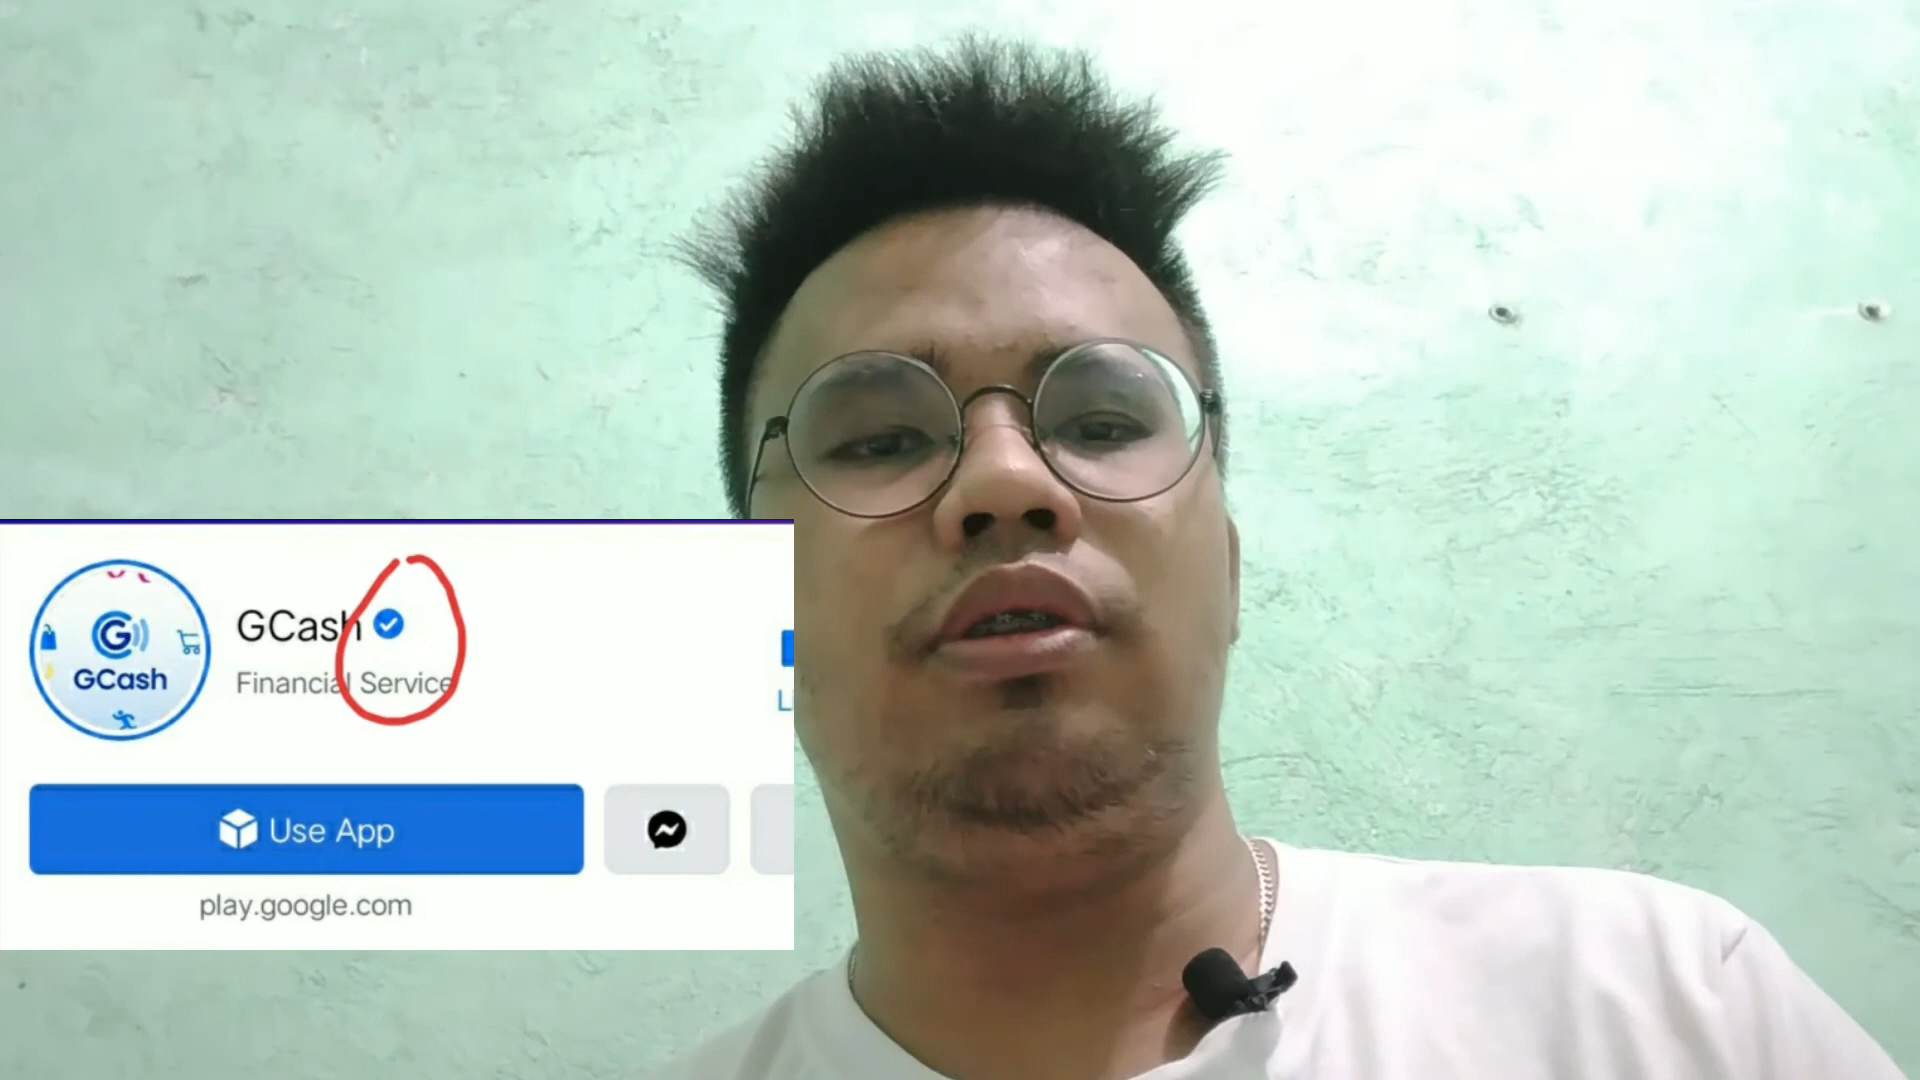 GCash
GCash
Financial Service
Use App
play.google.com